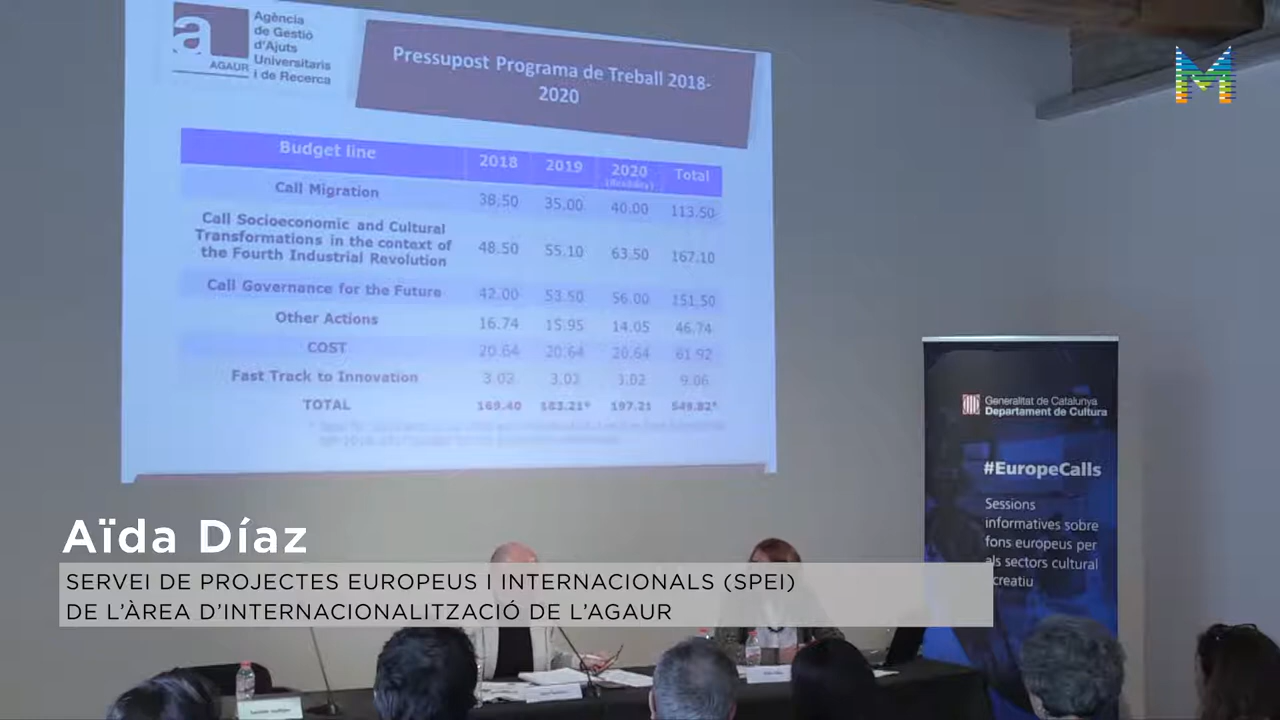 Agència
de Gestió
d'Ajuts
Universitaris
i de Recerca
a
AGAUR
Pressupost Programa de Treball 2018-
2020
Budget line 2018 2019 2020 Total
(flexibility)
Call Migration 38.50 35.00 40.00 113.50
Call Socioeconomic and Cultural
Transformations in the context of
the Fourth Industrial Revolution 48.50 55.10 63.50 167.10
Call Governance for the Future 42.00 53.50 56.00 151.50
Other Actions 16.74 15.95 14.05 46.74
COST 20.64 20.64 20.64 61.92
Fast Track to Innovation 3.02 3.02 3.02 9.06
TOTAL 169.40 183.21* 197.21 549.82*
M
Generalitat de Catalunya
Departament de Cultura
#EuropeCalls
Sessions
informatives sobre
fons europeus per
als sectors cultural
creatiu
Aïda Díaz
SERVEI DE PROJECTES EUROPEUS I INTERNACIONALS (SPEI)
DE L'ÀREA D'INTERNACIONALITZACIÓ DE L'AGAUR